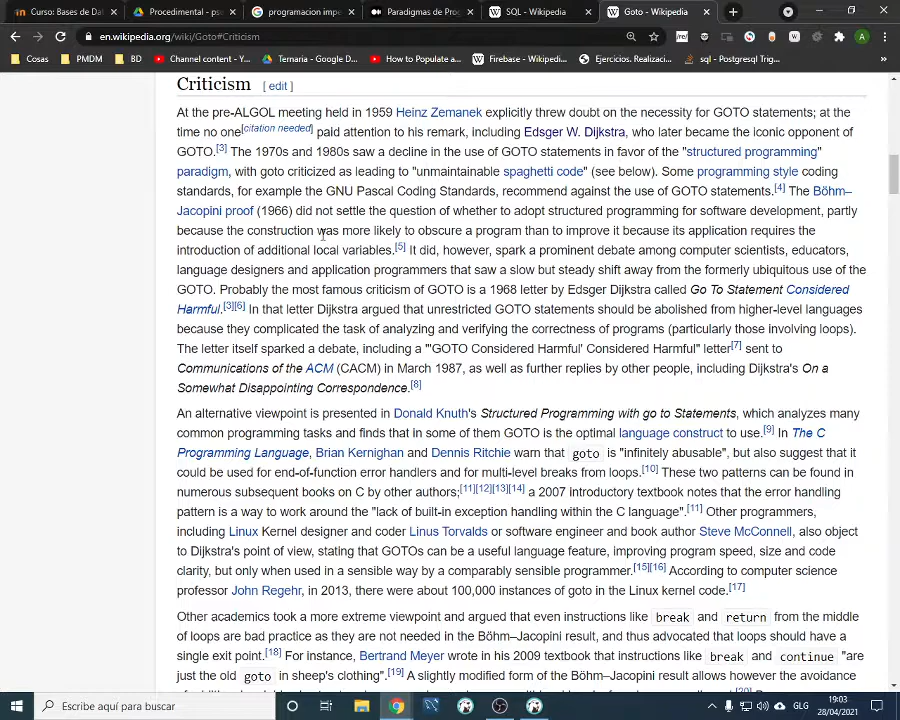 Curso: Bases de Dat
Procedimental - pse
programacion impe
Paradigmas de Pro
SQL - Wikipedia
Goto - Wikipedia
en.wikipedia.org/wiki/Goto#Criticism
Cosas
PMDM
BD
Channel content - Y...
Ternaria - Google D...
How to Populate a...
Firebase - Wikipedi...
Ejercicios. Realizaci...
sql - Postgresql Trig...
Criticism [ edit ]
At the pre-ALGOL meeting held in 1959 Heinz Zemanek explicitly threw doubt on the necessity for GOTO statements; at the
time no one[citation needed] paid attention to his remark, including Edsger W. Dijkstra, who later became the iconic opponent of
GOTO.[3] The 1970s and 1980s saw a decline in the use of GOTO statements in favor of the "structured programming"
paradigm, with goto criticized as leading to "unmaintainable spaghetti code" (see below). Some programming style coding
standards, for example the GNU Pascal Coding Standards, recommend against the use of GOTO statements.[4] The Böhm–
Jacopini proof (1966) did not settle the question of whether to adopt structured programming for software development, partly
because the construction was more likely to obscure a program than to improve it because its application requires the
introduction of additional local variables.[5] It did, however, spark a prominent debate among computer scientists, educators,
language designers and application programmers that saw a slow but steady shift away from the formerly ubiquitous use of the
GOTO. Probably the most famous criticism of GOTO is a 1968 letter by Edsger Dijkstra called Go To Statement Considered
Harmful.[3][6] In that letter Dijkstra argued that unrestricted GOTO statements should be abolished from higher-level languages
because they complicated the task of analyzing and verifying the correctness of programs (particularly those involving loops).
The letter itself sparked a debate, including a "'GOTO Considered Harmful' Considered Harmful" letter[7] sent to
Communications of the ACM (CACM) in March 1987, as well as further replies by other people, including Dijkstra's On a
Somewhat Disappointing Correspondence.[8]
An alternative viewpoint is presented in Donald Knuth's Structured Programming with go to Statements, which analyzes many
common programming tasks and finds that in some of them GOTO is the optimal language construct to use.[9] In The C
Programming Language, Brian Kernighan and Dennis Ritchie warn that goto is "infinitely abusable", but also suggest that it
could be used for end-of-function error handlers and for multi-level breaks from loops.[10] These two patterns can be found in
numerous subsequent books on C by other authors;[11][12][13][14] a 2007 introductory textbook notes that the error handling
pattern is a way to work around the "lack of built-in exception handling within the C language".[11] Other programmers,
including Linux Kernel designer and coder Linus Torvalds or software engineer and book author Steve McConnell, also object
to Dijkstra's point of view, stating that GOTOs can be a useful language feature, improving program speed, size and code
clarity, but only when used in a sensible way by a comparably sensible programmer.[15][16] According to computer science
professor John Regehr, in 2013, there were about 100,000 instances of goto in the Linux kernel code.[17]
Other academics took a more extreme viewpoint and argued that even instructions like break and return from the middle
of loops are bad practice as they are not needed in the Böhm–Jacopini result, and thus advocated that loops should have a
single exit point.[18] For instance, Bertrand Meyer wrote in his 2009 textbook that instructions like break and continue "are
just the old goto in sheep's clothing".[19] A slightly modified form of the Böhm–Jacopini result allows however the avoidance
Escribe aquí para buscar
GLG
19:03
28/04/2021